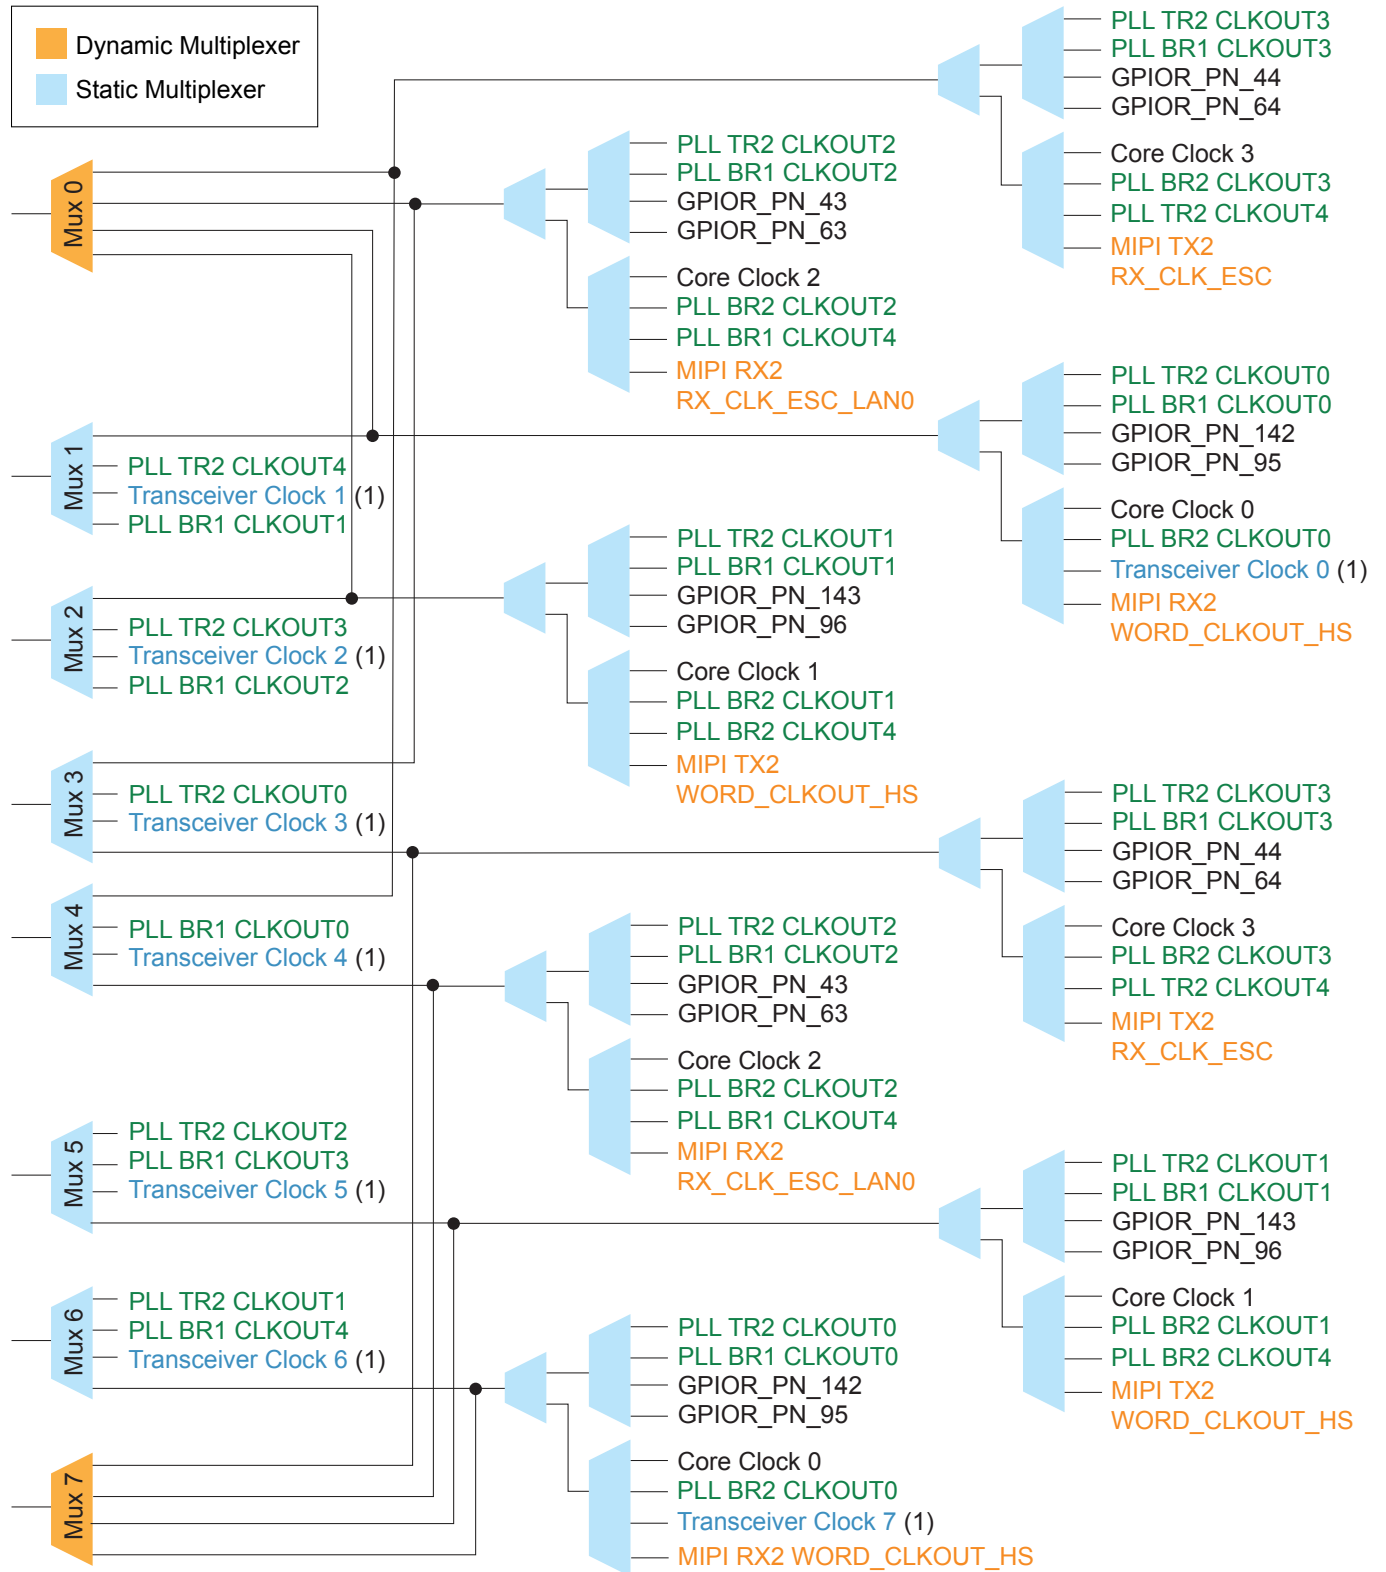 Dynamic Multiplexer
Static Multiplexer
PLL TR2 CLKOUT3
PLL BR1 CLKOUT3
GPIOR_PN_44
GPIOR_PN_64
Core Clock 3
PLL BR2 CLKOUT3
PLL TR2 CLKOUT4
MIPI TX2
RX_CLK_ESC
Mux 0
PLL TR2 CLKOUT2
PLL BR1 CLKOUT2
GPIOR_PN_43
GPIOR_PN_63
Core Clock 2
PLL BR2 CLKOUT2
PLL BR1 CLKOUT4
MIPI RX2
RX_CLK_ESC_LAN0
PLL TR2 CLKOUT0
PLL BR1 CLKOUT0
GPIOR_PN_142
GPIOR_PN_95
Core Clock 0
PLL BR2 CLKOUT0
Transceiver Clock 0 (1)
MIPI RX2
WORD_CLKOUT_HS
Mux 1
PLL TR2 CLKOUT4
Transceiver Clock 1 (1)
PLL BR1 CLKOUT1
Mux 2
PLL TR2 CLKOUT3
Transceiver Clock 2 (1)
PLL BR1 CLKOUT2
PLL TR2 CLKOUT1
PLL BR1 CLKOUT1
GPIOR_PN_143
GPIOR_PN_96
Core Clock 1
PLL BR2 CLKOUT1
PLL BR2 CLKOUT4
MIPI TX2
WORD_CLKOUT_HS
Mux 3
PLL TR2 CLKOUT0
Transceiver Clock 3 (1)
PLL TR2 CLKOUT3
PLL BR1 CLKOUT3
GPIOR_PN_44
GPIOR_PN_64
Core Clock 3
PLL BR2 CLKOUT3
PLL TR2 CLKOUT4
MIPI TX2
RX_CLK_ESC
Mux 4
PLL BR1 CLKOUT0
Transceiver Clock 4 (1)
PLL TR2 CLKOUT2
PLL BR1 CLKOUT2
GPIOR_PN_43
GPIOR_PN_63
Core Clock 2
PLL BR2 CLKOUT2
PLL BR1 CLKOUT4
MIPI RX2
RX_CLK_ESC_LAN0
Mux 5
PLL TR2 CLKOUT2
PLL BR1 CLKOUT3
Transceiver Clock 5 (1)
PLL TR2 CLKOUT1
PLL BR1 CLKOUT1
GPIOR_PN_143
GPIOR_PN_96
Core Clock 1
PLL BR2 CLKOUT1
PLL BR2 CLKOUT4
MIPI TX2
WORD_CLKOUT_HS
Mux 6
PLL TR2 CLKOUT1
PLL BR1 CLKOUT4
Transceiver Clock 6 (1)
PLL TR2 CLKOUT0
PLL BR1 CLKOUT0
GPIOR_PN_142
GPIOR_PN_95
Core Clock 0
PLL BR2 CLKOUT0
Transceiver Clock 7 (1)
MIPI RX2 WORD_CLKOUT_HS
Mux 7